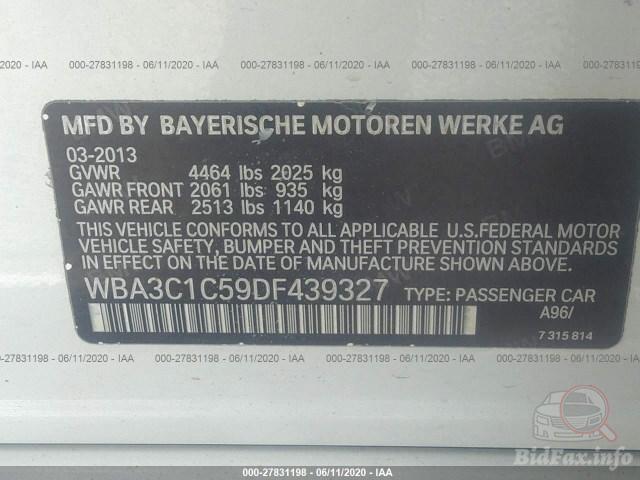 000-27831198 - 06/11/2020 - IAA
MFD BY BAYERISCHE MOTOREN WERKE AG
03-2013
GVWR 4464 lbs 2025 kg
GAWR FRONT 2061 lbs 935 kg
GAWR REAR 2513 lbs 1140 kg
THIS VEHICLE CONFORMS TO ALL APPLICABLE U.S.FEDERAL MOTOR
VEHICLE SAFETY, BUMPER AND THEFT PREVENTION STANDARDS
IN EFFECT ON THE DATE OF MANUFACTURE SHOWN ABOVE.
WBA3C1C59DF439327 TYPE: PASSENGER CAR
A96/
7 315 814
000-27831198 - 06/11/2020 - IAA
BidFax.info
000-27831198 - 06/11/2020 - IAA